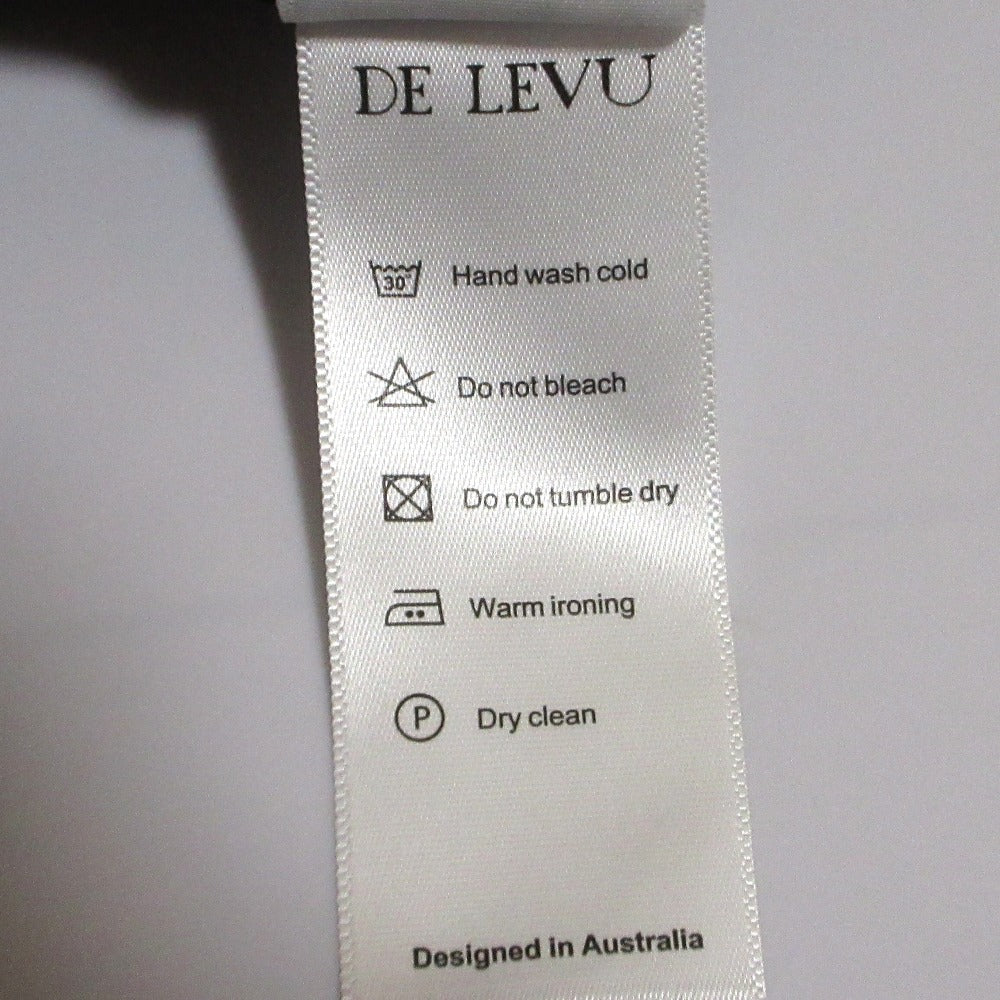 DE LEVU
30° Hand wash cold
Do not bleach
Do not tumble dry
Warm ironing
P Dry clean
Designed in Australia